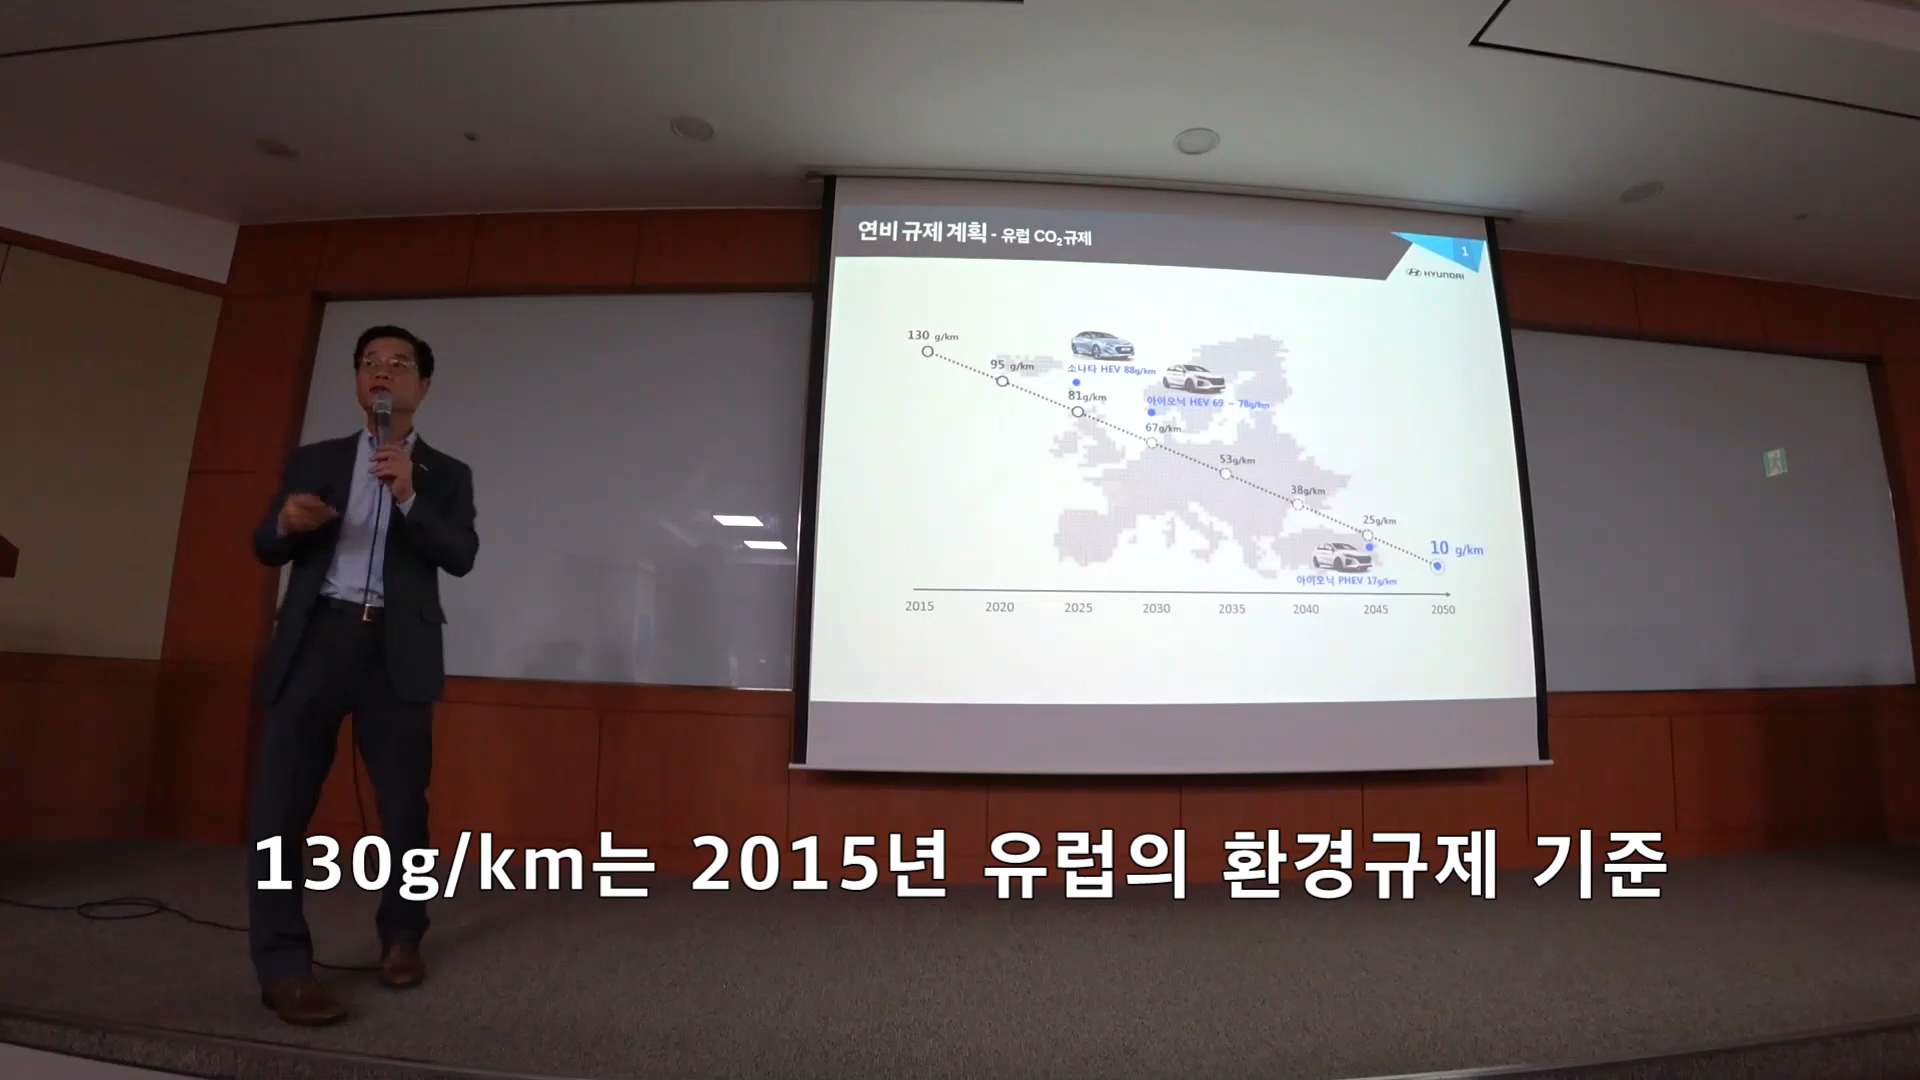 연비 규제 계획 - 유럽 CO₂규제
1
HYUNDAI
130 g/km
95 g/km
소나타 HEV 88g/km
81g/km
아이오닉 HEV 69 ~ 78g/km
67g/km
53g/km
38g/km
25g/km
10 g/km
아이오닉 PHEV 17g/km
2015 2020 2025 2030 2035 2040 2045 2050
130g/km는 2015년 유럽의 환경규제 기준